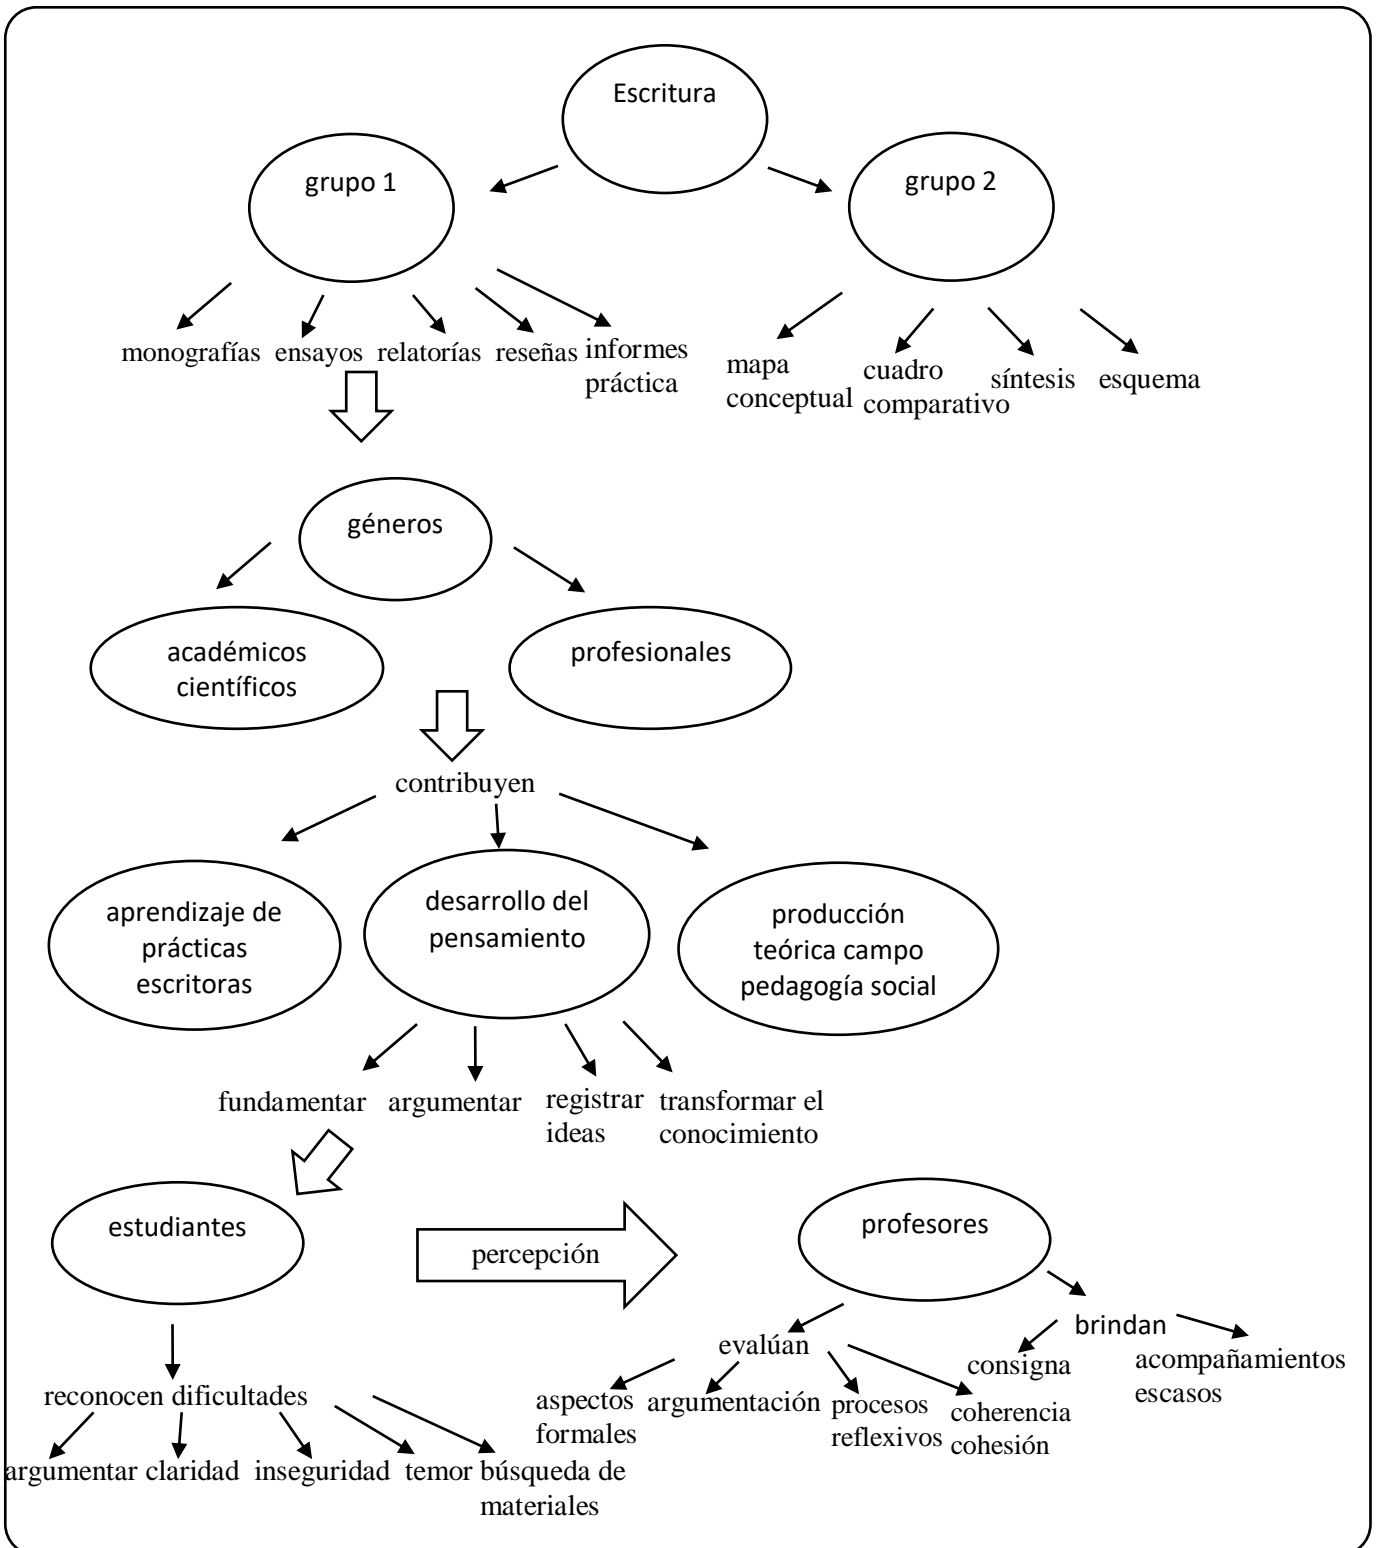 Escritura
grupo 1
grupo 2
monografías
ensayos
relatorías
reseñas
informes
práctica
mapa
conceptual
cuadro
comparativo
síntesis
esquema
géneros
académicos
científicos
profesionales
contribuyen
aprendizaje de
prácticas
escritoras
desarrollo del
pensamiento
producción
teórica campo
pedagogía social
fundamentar
argumentar
registrar
ideas
transformar el
conocimiento
estudiantes
percepción
profesores
reconocen dificultades
argumentar
claridad
inseguridad
temor
búsqueda de
materiales
evalúan
aspectos
formales
argumentación
procesos
reflexivos
coherencia
cohesión
brindan
consigna
acompañamientos
escasos